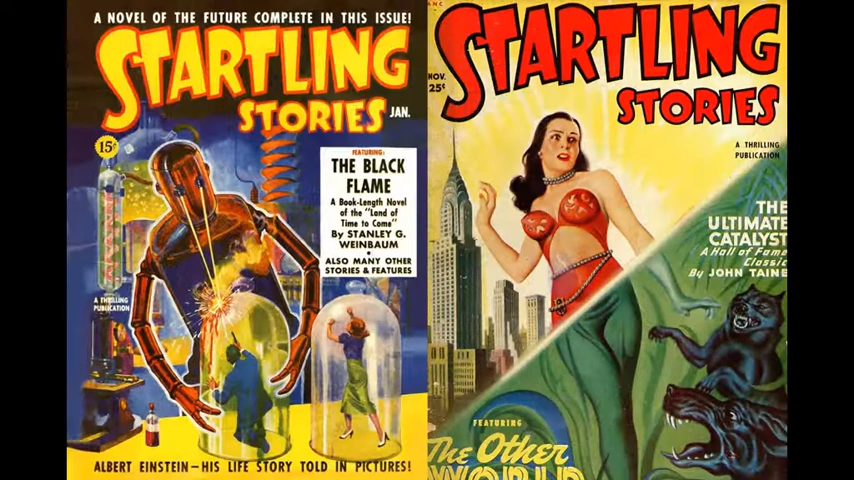 A NOVEL OF THE FUTURE COMPLETE IN THIS ISSUE!
STARTLING
STORIES
JAN.
15¢
FEATURING:
THE BLACK
FLAME
A Book-Length Novel
of the "Land of
Time to Come"
By STANLEY G.
WEINBAUM
ALSO MANY OTHER
STORIES & FEATURES
A THRILLING
PUBLICATION
ALBERT EINSTEIN—HIS LIFE STORY TOLD IN PICTURES!
STARTLING
STORIES
NOV.
25¢
A THRILLING
PUBLICATION
THE
ULTIMATE
CATALYST
A Hall of Fame
Classic
By JOHN TAINE
FEATURING
The Other
WORLD